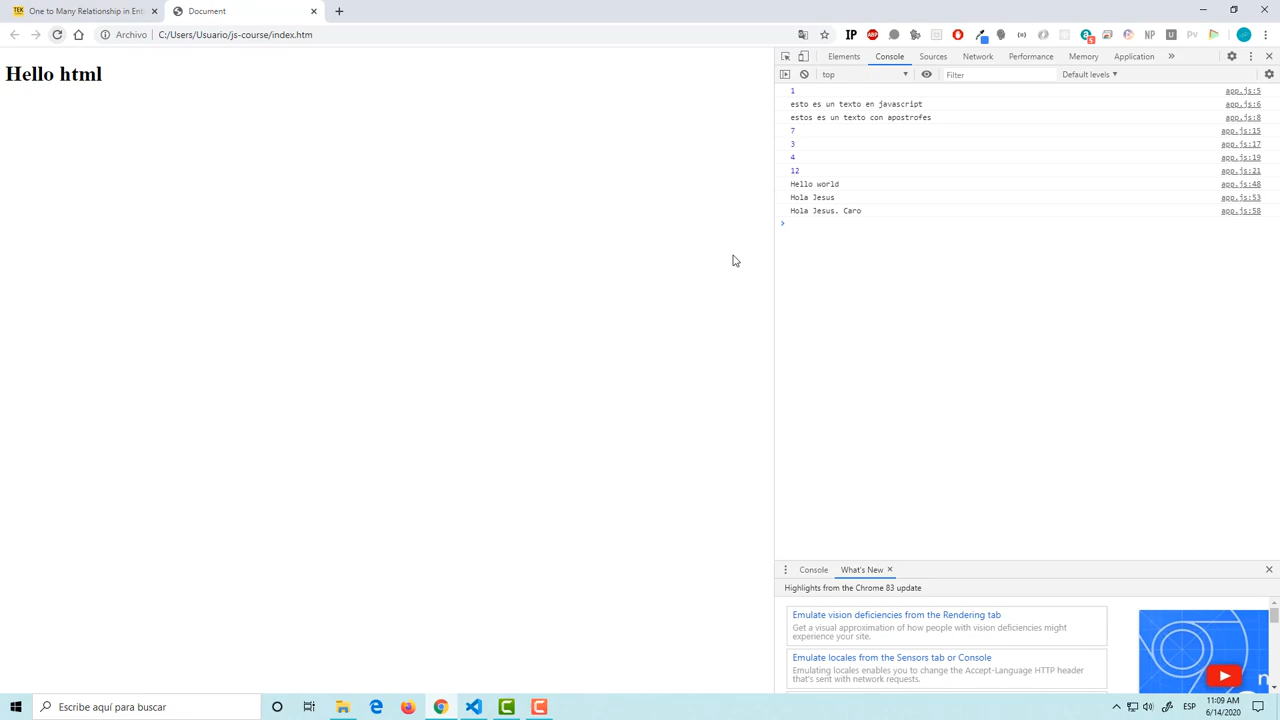 One to Many Relationship in Enti
Document
Archivo
C:/Users/Usuario/js-course/index.htm
IP
ABP
NP
Pv
Hello html
Elements
Console
Sources
Network
Performance
Memory
Application
top
Filter
Default levels
1 app.js:5
esto es un texto en javascript app.js:6
estos es un texto con apostrofes app.js:8
7 app.js:15
3 app.js:17
4 app.js:19
12 app.js:21
Hello world app.js:48
Hola Jesus app.js:53
Hola Jesus. Caro app.js:58
Console
What's New
Highlights from the Chrome 83 update
Emulate vision deficiencies from the Rendering tab
Get a visual approximation of how people with vision deficiencies might
experience your site.
Emulate locales from the Sensors tab or Console
Emulating locales enables you to change the Accept-Language HTTP header
that's sent with network requests.
Escribe aquí para buscar
ESP
11:09 AM
6/14/2020